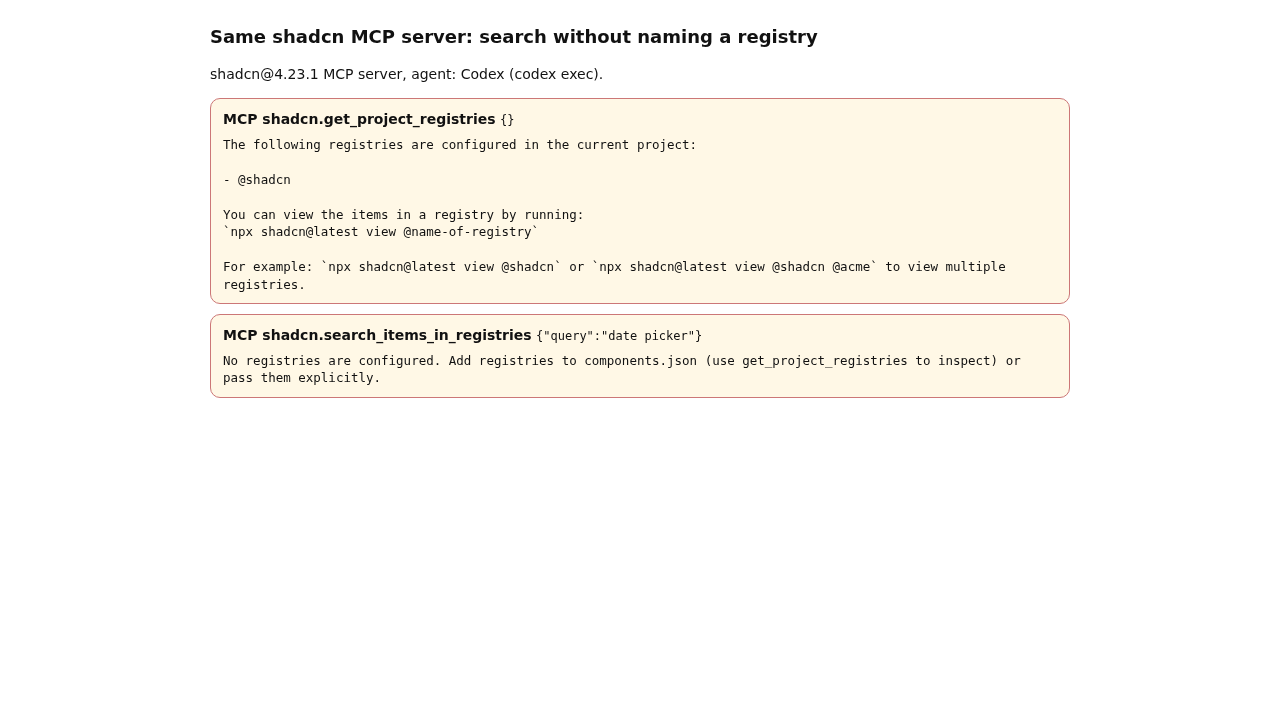 Same shadcn MCP server: search without naming a registry
shadcn@4.23.1 MCP server, agent: Codex (codex exec).
MCP shadcn.get_project_registries {}
The following registries are configured in the current project:
- @shadcn
You can view the items in a registry by running:
`npx shadcn@latest view @name-of-registry`
For example: `npx shadcn@latest view @shadcn` or `npx shadcn@latest view @shadcn @acme` to view multiple
registries.
MCP shadcn.search_items_in_registries {"query":"date picker"}
No registries are configured. Add registries to components.json (use get_project_registries to inspect) or
pass them explicitly.